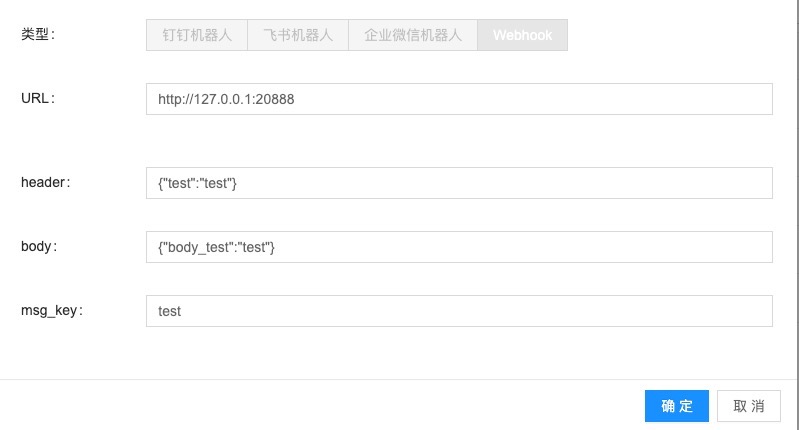 类型: 钉钉机器人 飞书机器人 企业微信机器人 Webhook
URL: http://127.0.0.1:20888
header: {"test":"test"}
body: {"body_test":"test"}
msg_key: test
确 定 取 消